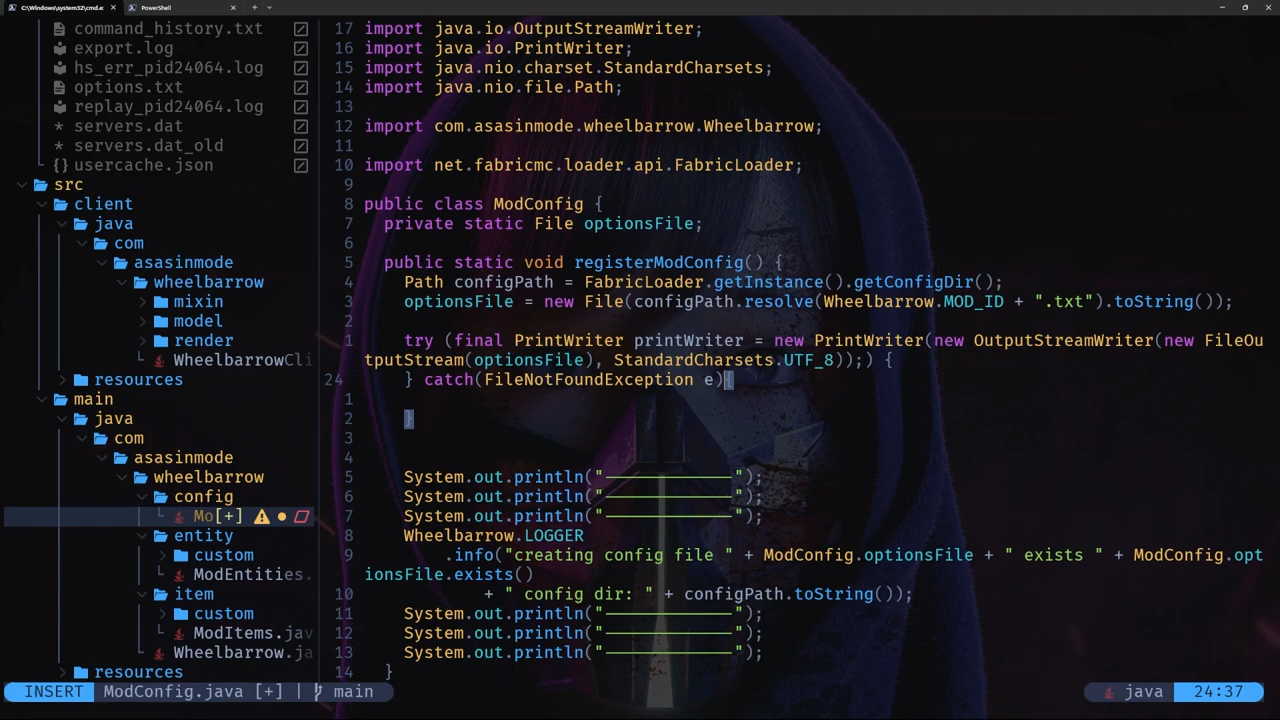 C:\Windows\system32\cmd.e:
PowerShell
command_history.txt
export.log
hs_err_pid24064.log
options.txt
replay_pid24064.log
servers.dat
servers.dat_old
usercache.json
src
client
java
com
asasinmode
wheelbarrow
mixin
model
render
WheelbarrowCli
resources
main
java
com
asasinmode
wheelbarrow
config
Mo[+]
entity
custom
ModEntities.
item
custom
ModItems.jav
Wheelbarrow.ja
resources
17 import java.io.OutputStreamWriter;
16 import java.io.PrintWriter;
15 import java.nio.charset.StandardCharsets;
14 import java.nio.file.Path;
13
12 import com.asasinmode.wheelbarrow.Wheelbarrow;
11
10 import net.fabricmc.loader.api.FabricLoader;
9
8 public class ModConfig {
7 private static File optionsFile;
6
5 public static void registerModConfig() {
4 Path configPath = FabricLoader.getInstance().getConfigDir();
3 optionsFile = new File(configPath.resolve(Wheelbarrow.MOD_ID + ".txt").toString());
2
1 try (final PrintWriter printWriter = new PrintWriter(new OutputStreamWriter(new FileOu
tputStream(optionsFile), StandardCharsets.UTF_8));) {
24 } catch(FileNotFoundException e){
1
2 }
3
4
5 System.out.println("——————————————");
6 System.out.println("——————————————");
7 System.out.println("——————————————");
8 Wheelbarrow.LOGGER
9 .info("creating config file " + ModConfig.optionsFile + " exists " + ModConfig.opt
ionsFile.exists()
10 + " config dir: " + configPath.toString());
11 System.out.println("——————————————");
12 System.out.println("——————————————");
13 System.out.println("——————————————");
14 }
INSERT ModConfig.java [+] | main
java 24:37